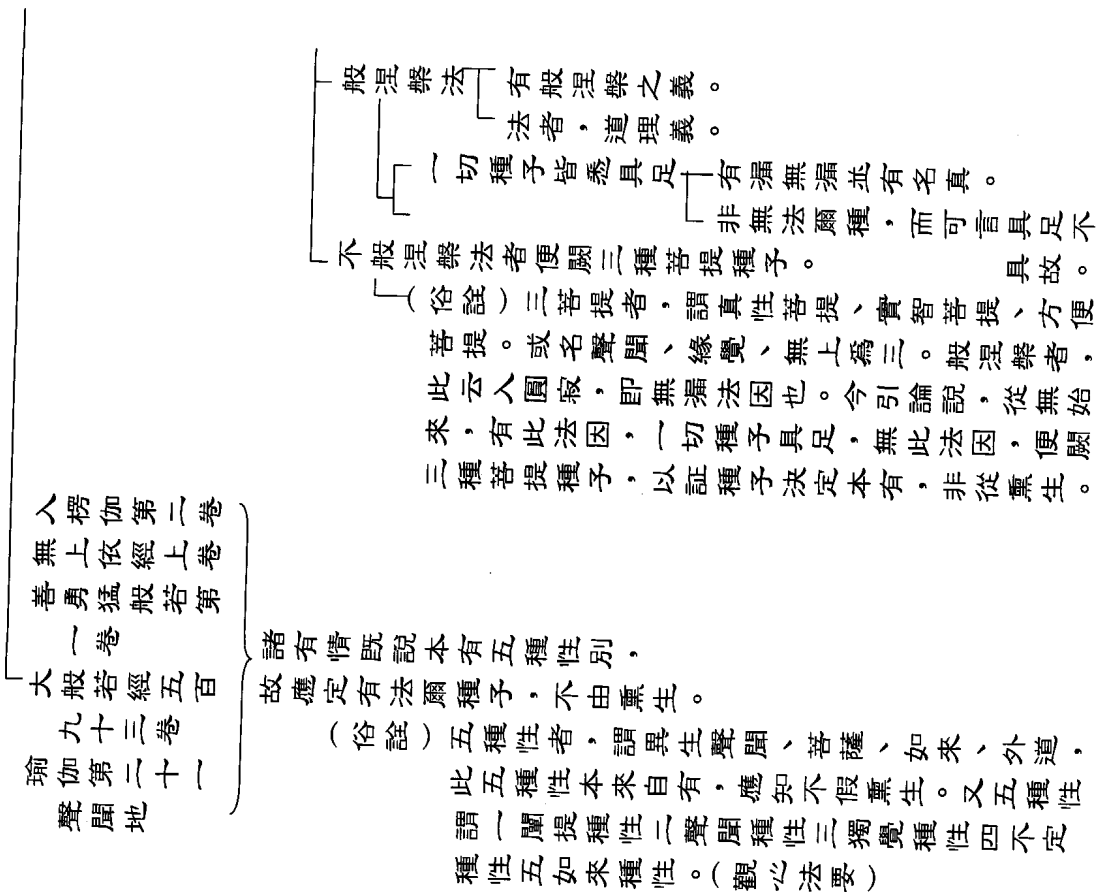 般涅槃法 有般涅槃之義。
法者，道理義。
一切種子皆悉具足 有漏無漏並有名真。
非無法爾種，而可言具足不
具故。
不般涅槃法者便闕三種菩提種子。
（俗詮）三菩提者，謂真性菩提、實智菩提、方便
菩提。或名聲聞、緣覺、無上爲三。般涅槃者，
此云入圓寂，即無漏法因也。今引論說，從無始
來，有此法因，一切種子具足，無此法因，便闕
三種菩提種子，以証種子決定本有，非從熏生。
入楞伽第二卷
無上依經上卷
善勇猛般若第
一卷
大般若經五百
九十三卷
瑜伽第二十一
聲聞地
諸有情既說本有五種性別，
故應定有法爾種子，不由熏生。
（俗詮）五種性者，謂異生聲聞、菩薩、如來、外道，
此五種性本來自有，應知不假熏生。又五種性
謂一闡提種性二聲聞種性三獨覺種性四不定
種性五如來種性。（觀心法要）